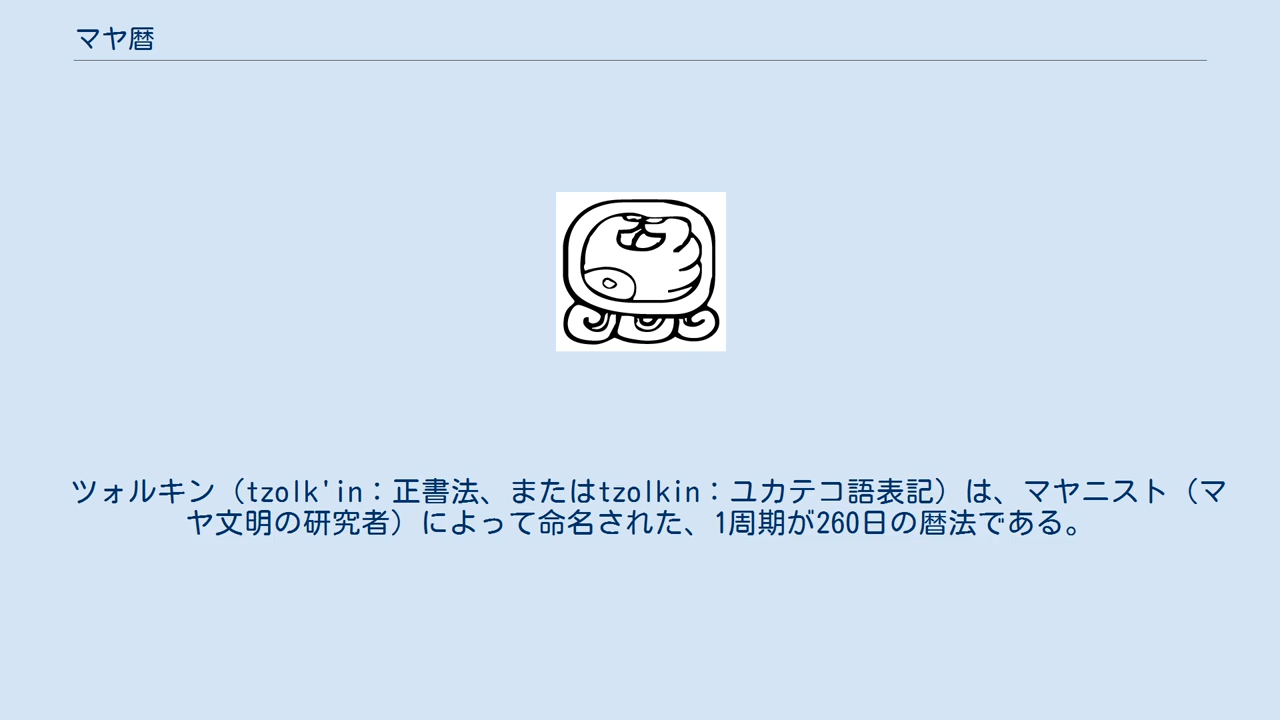 マヤ暦
ツォルキン（tzolk'in：正書法、またはtzolkin：ユカテコ語表記）は、マヤニスト（マ
ヤ文明の研究者）によって命名された、1周期が260日の暦法である。